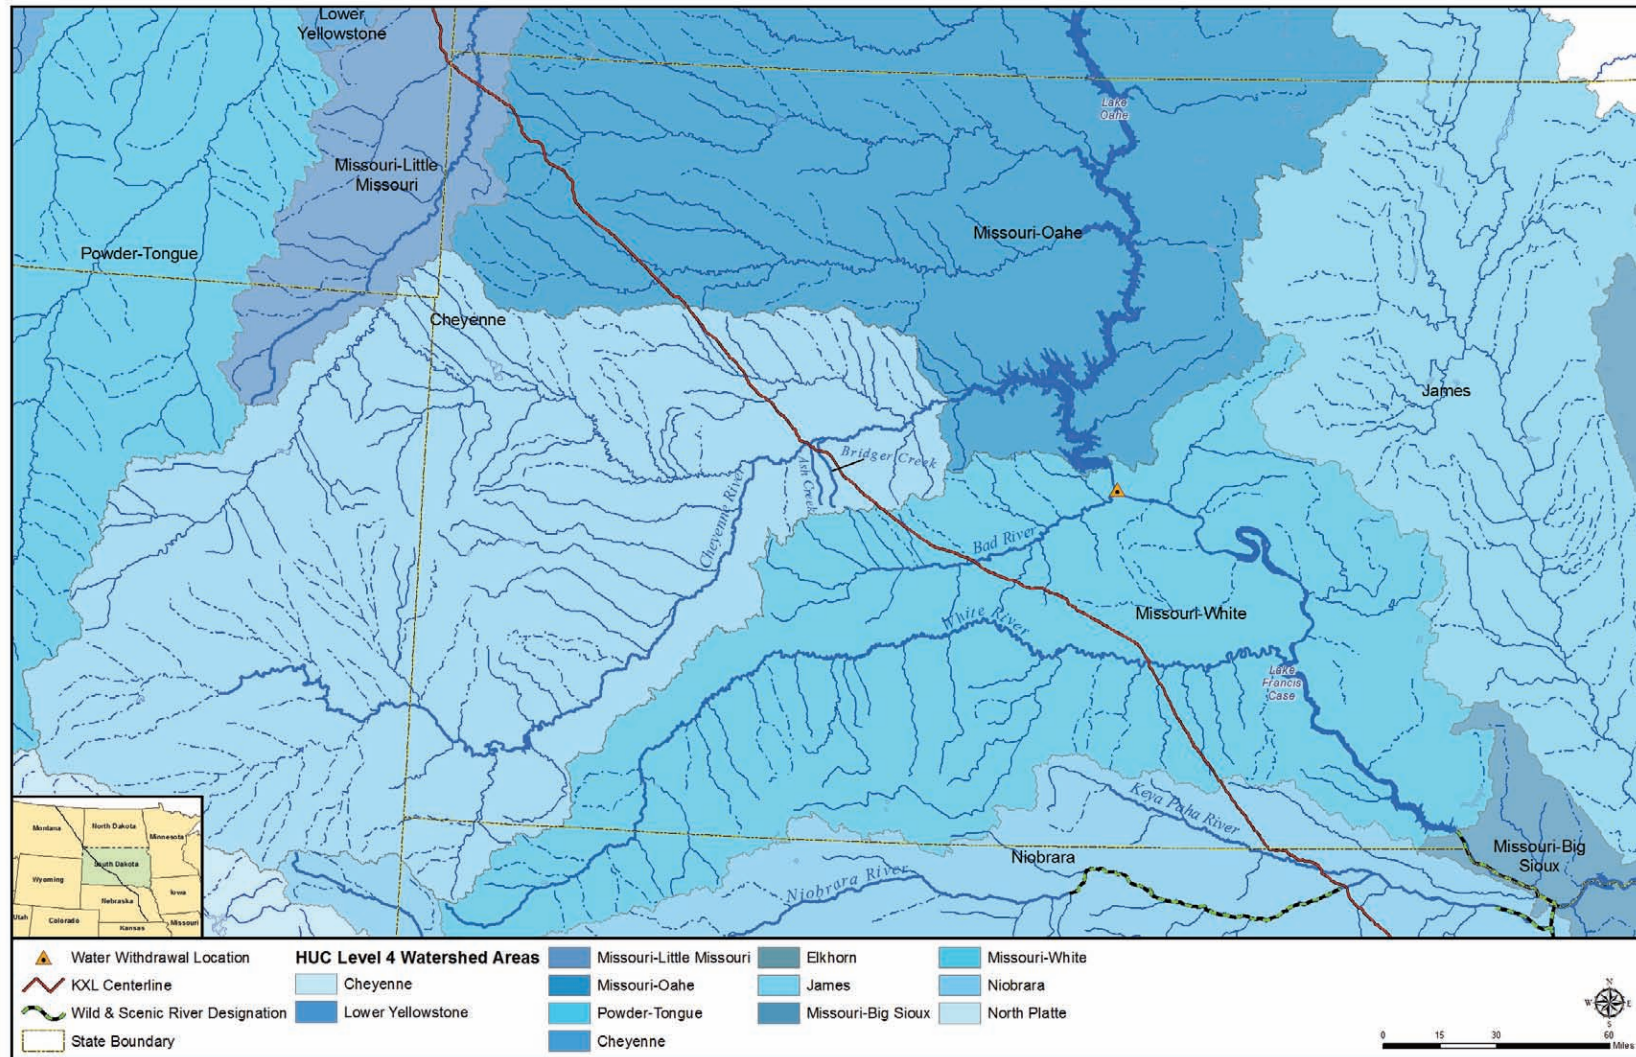 Lower
Yellowstone
Lake
Oahe
Missouri-Little
Missouri
Missouri-Oahe
Powder-Tongue
Cheyenne
James
Bridger Creek
Ash Creek
Cheyenne River
Bad River
White River
Missouri-White
Lake
Francis
Case
Keya Paha River
Niobrara
Niobrara River
Missouri-Big
Sioux
Montana
North Dakota
Minnesota
South Dakota
Wyoming
Iowa
Nebraska
Utah
Colorado
Kansas
Missouri
Water Withdrawal Location
KXL Centerline
Wild & Scenic River Designation
State Boundary
HUC Level 4 Watershed Areas
Cheyenne
Lower Yellowstone
Missouri-Little Missouri
Missouri-Oahe
Powder-Tongue
Cheyenne
Elkhorn
James
Missouri-Big Sioux
Missouri-White
Niobrara
North Platte
N
W E
S
0 15 30 60
Miles